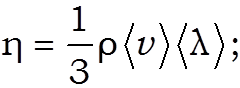 η = 1/3 ρ⟨υ⟩⟨λ⟩;